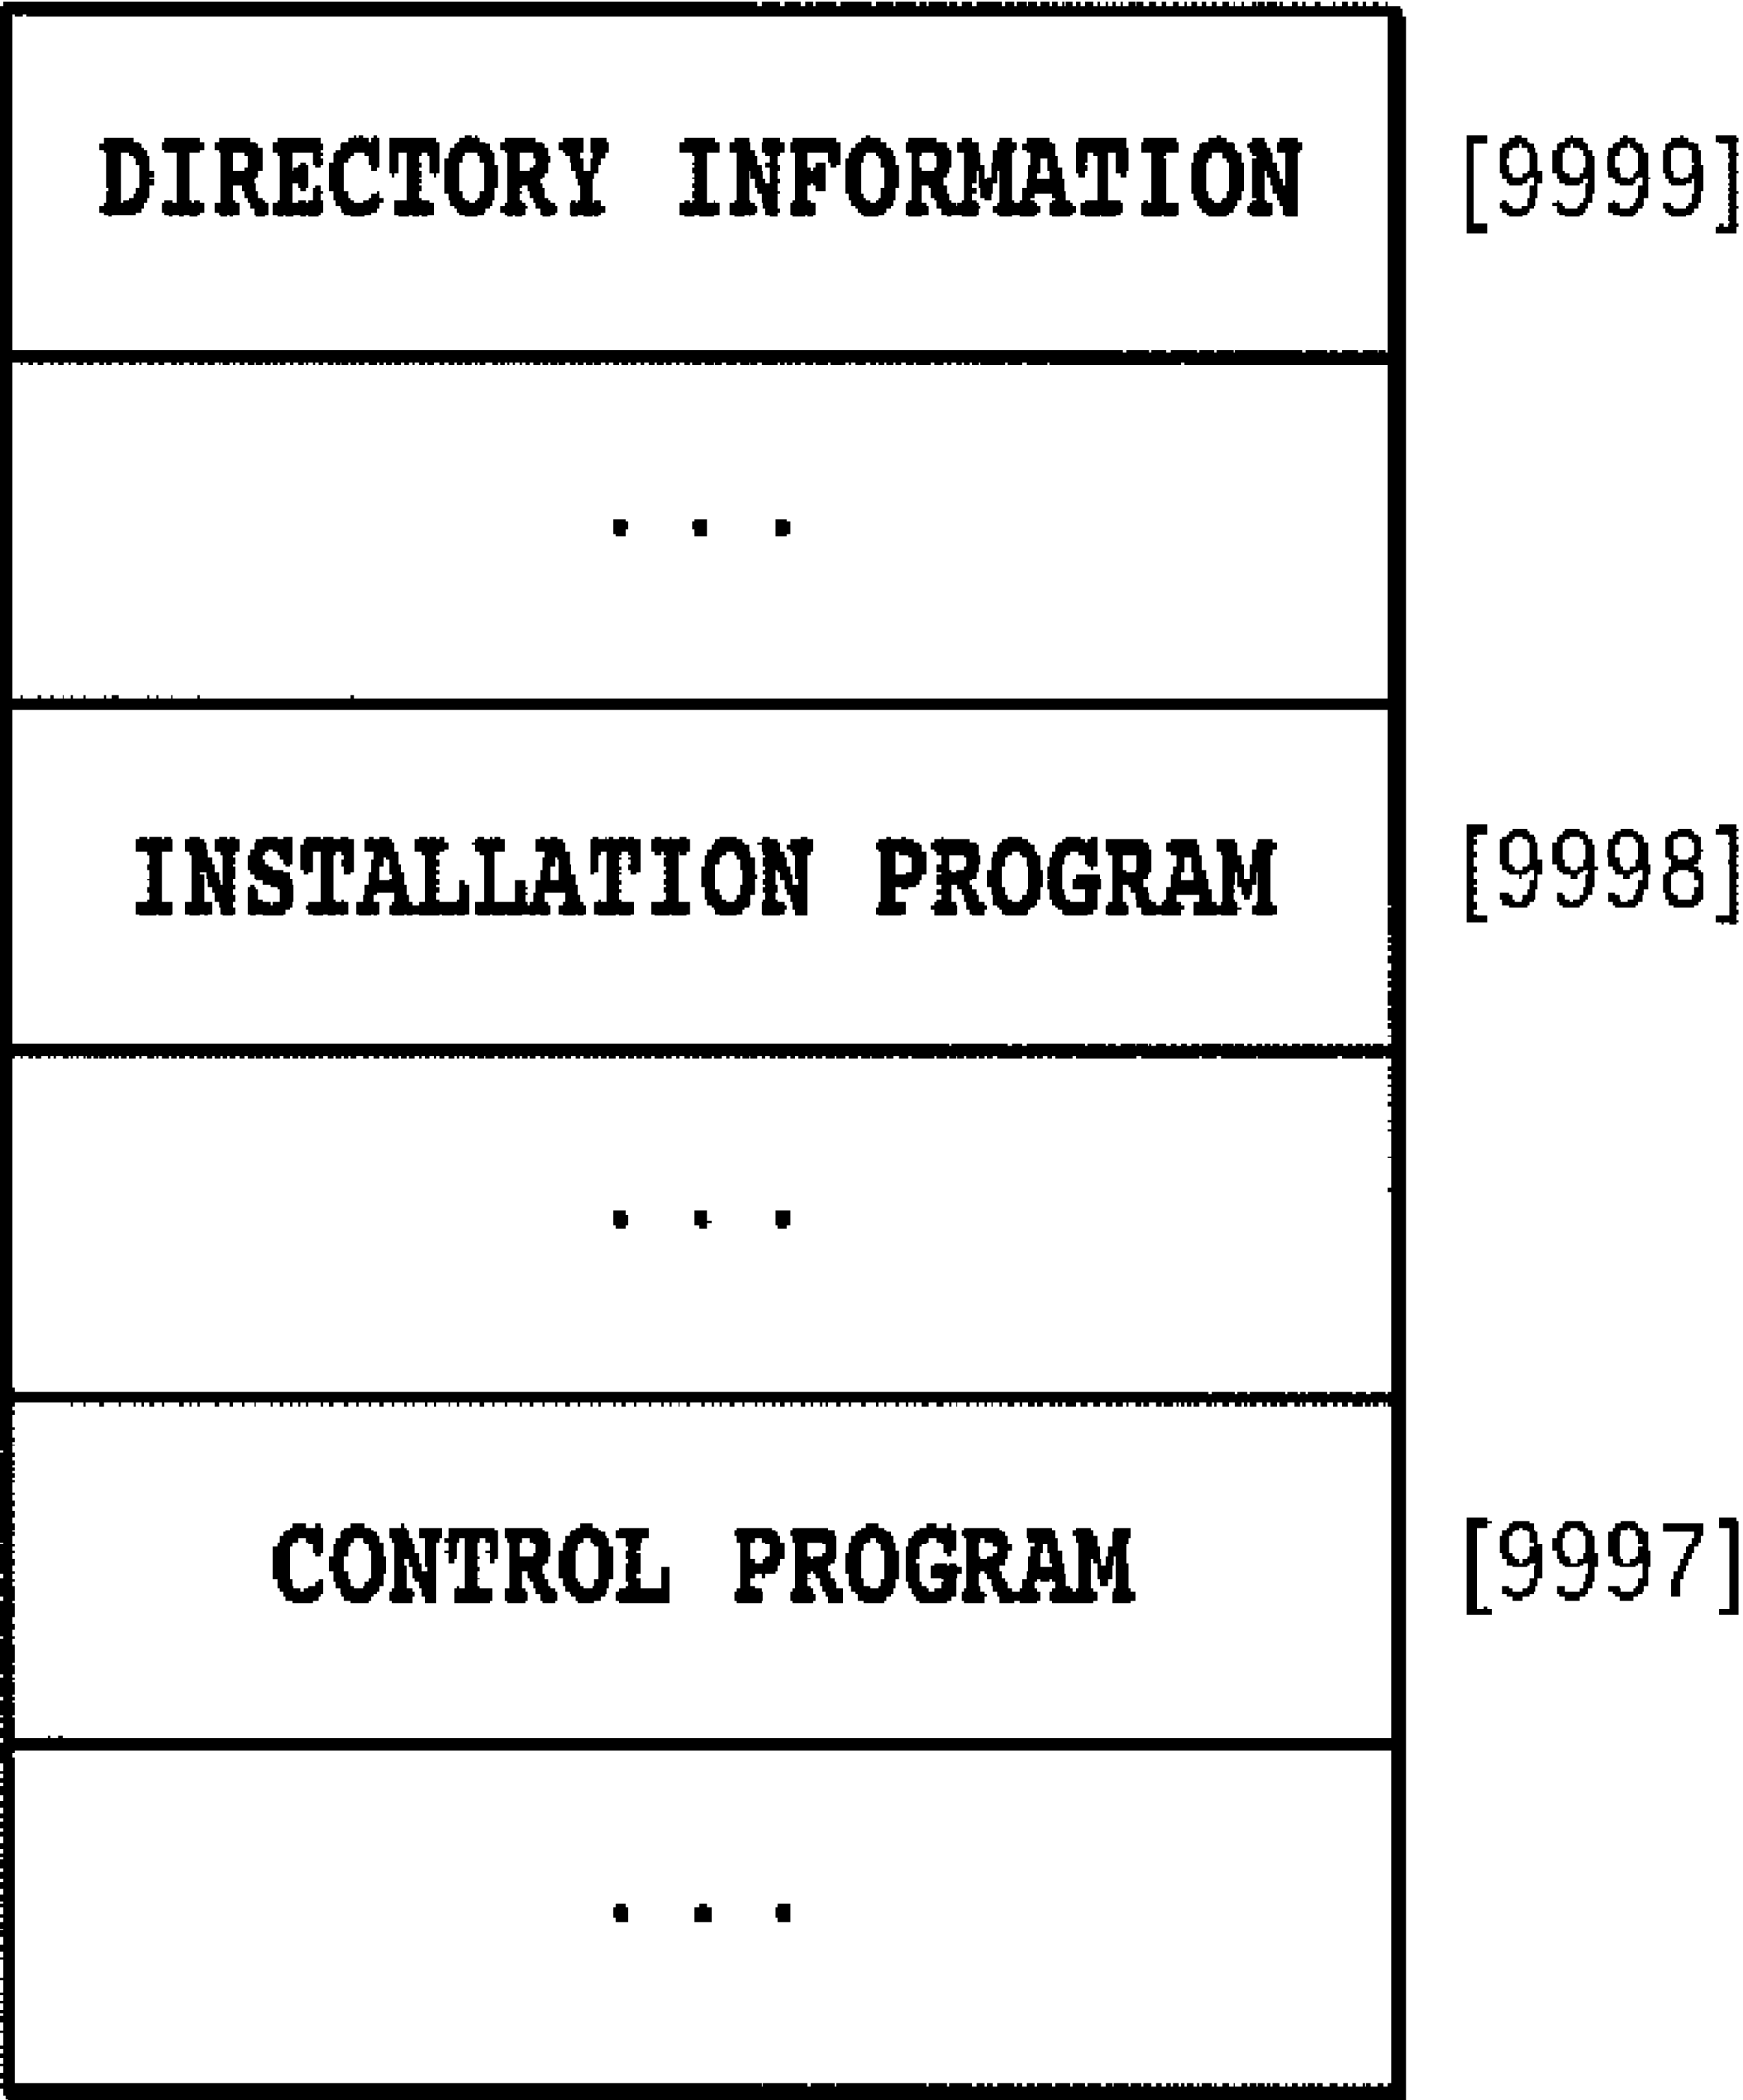 DIRECTORY INFORMATION [9999]
. . .
INSTALLATION PROGRAM [9998]
. . .
CONTROL PROGRAM [9997]
. . .